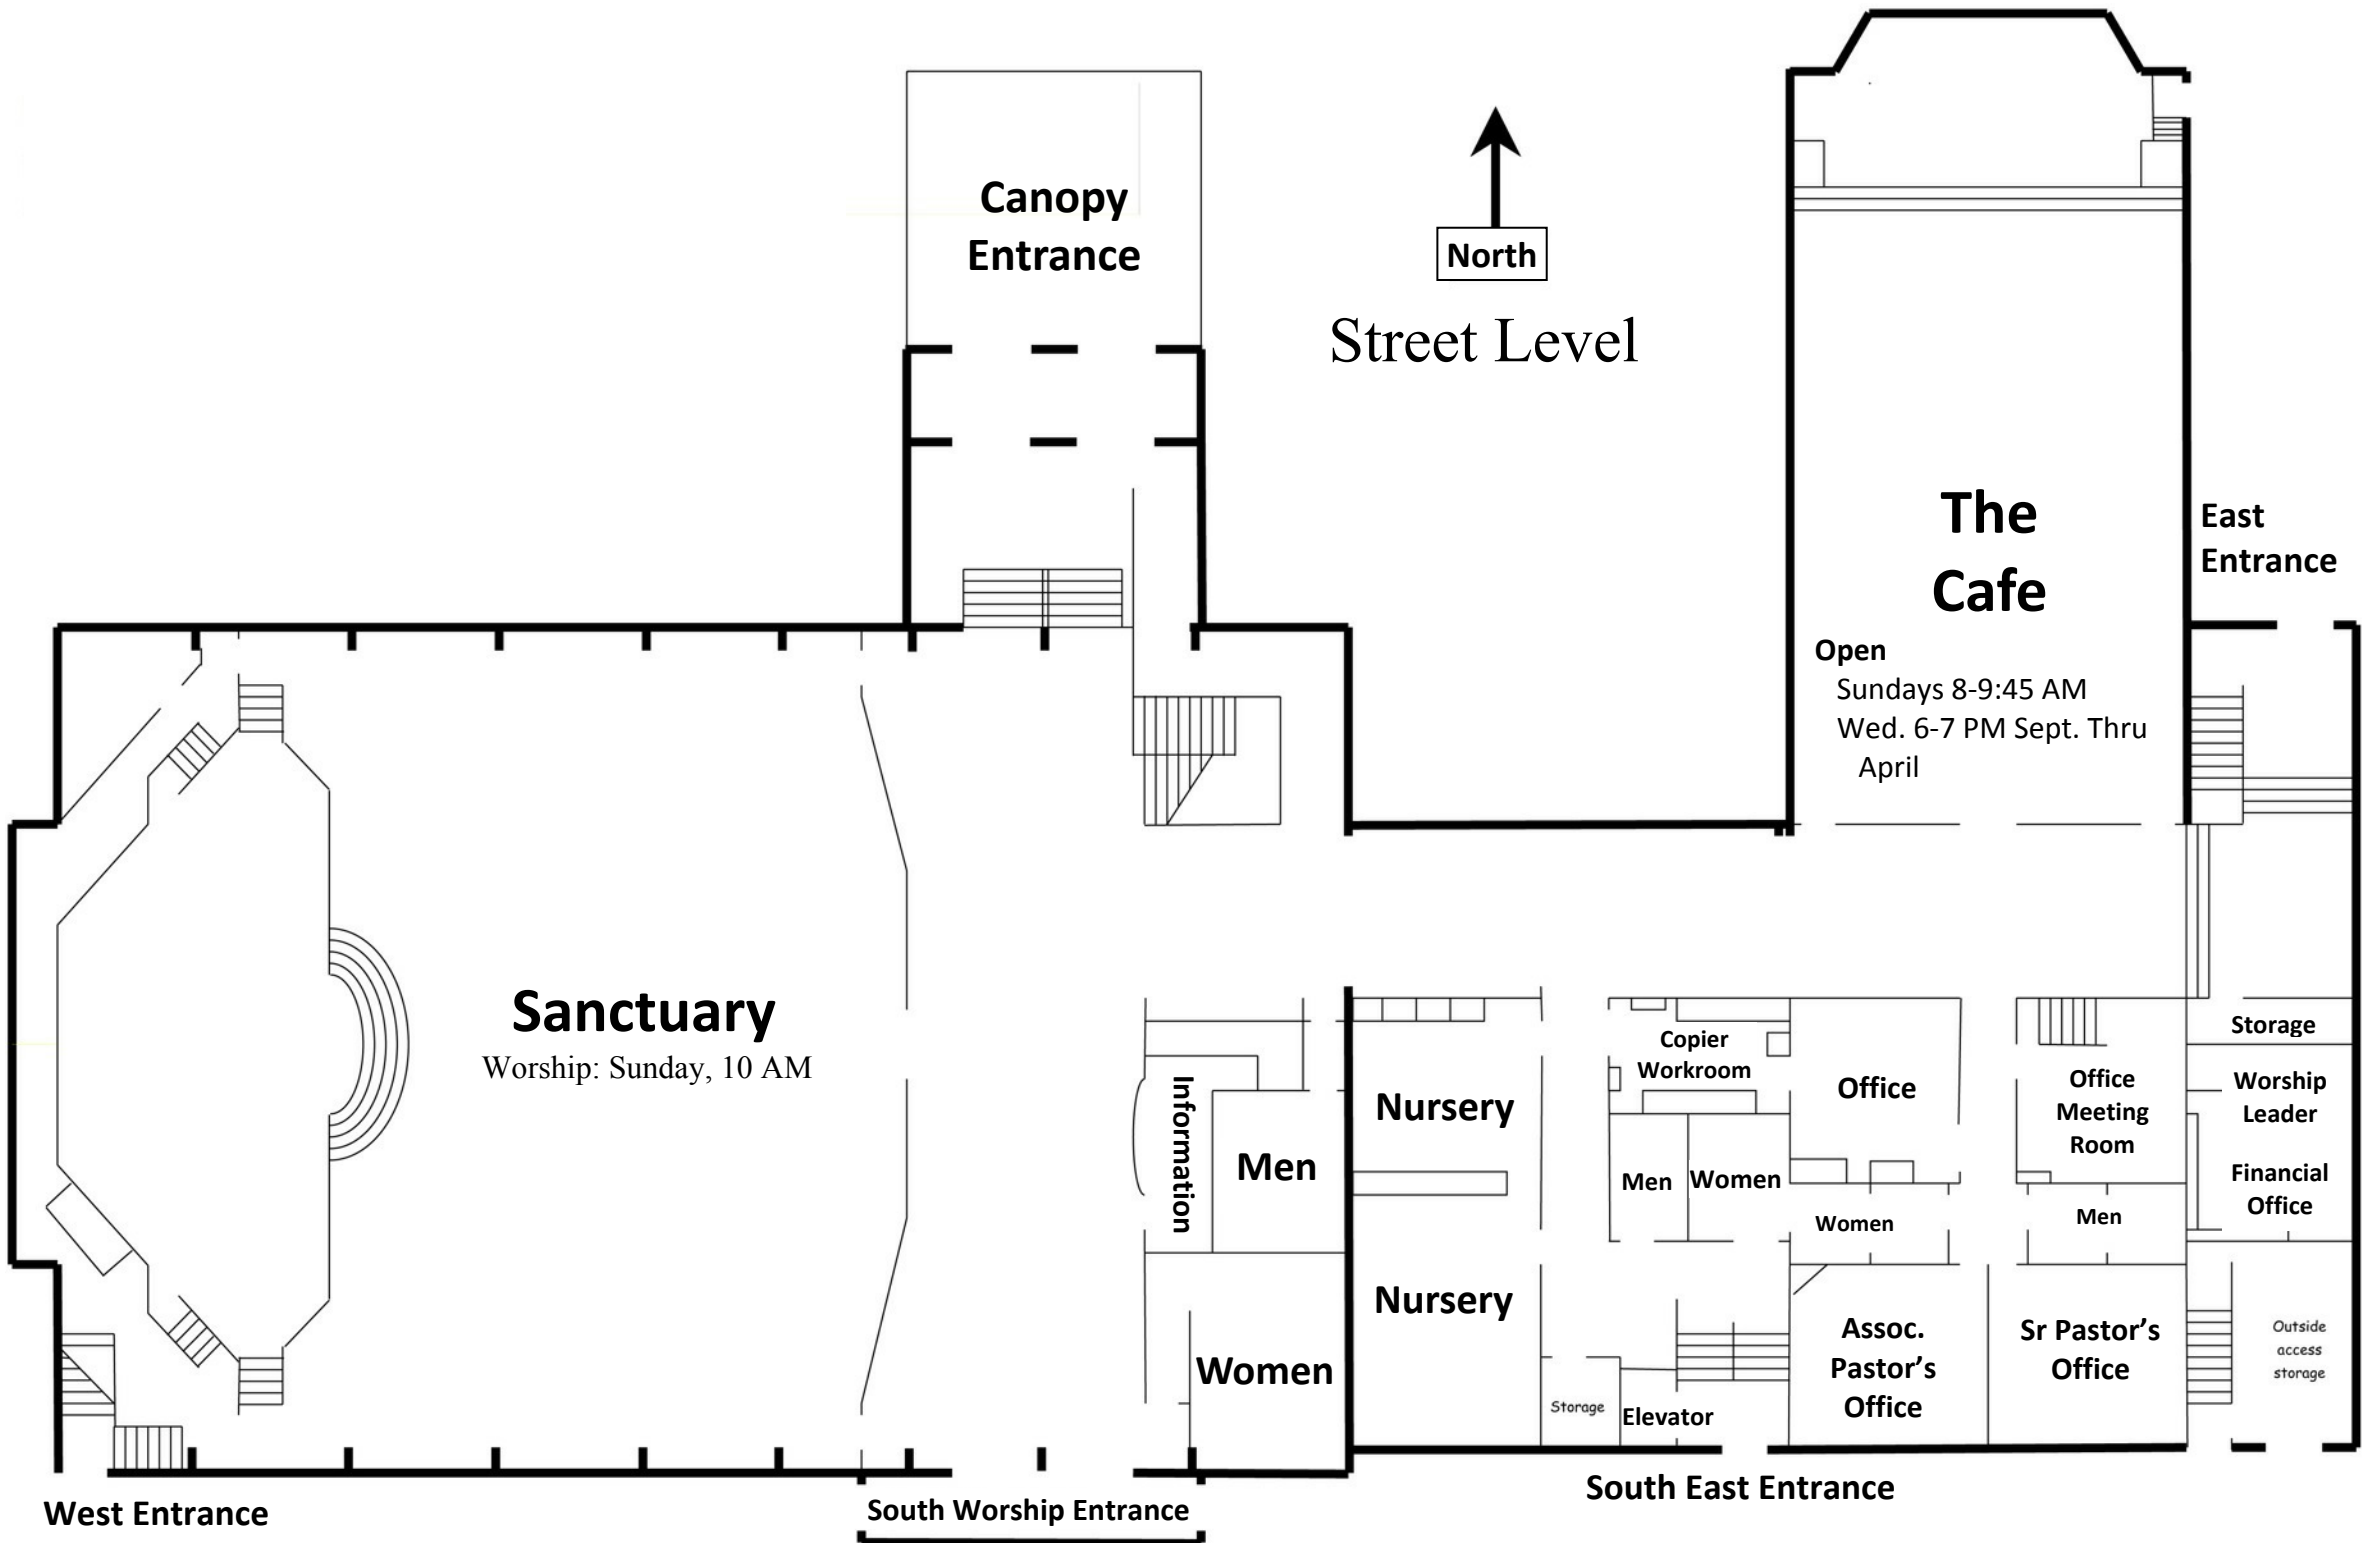 Canopy
Entrance
North
Street Level
The
Cafe
Open
Sundays 8-9:45 AM
Wed. 6-7 PM Sept. Thru
April
East
Entrance
Sanctuary
Worship: Sunday, 10 AM
Information
Men
Women
Nursery
Nursery
Copier
Workroom
Men
Women
Office
Women
Office
Meeting
Room
Men
Storage
Worship
Leader
Financial
Office
Storage
Elevator
Assoc.
Pastor's
Office
Sr Pastor's
Office
Outside
access
storage
West Entrance
South Worship Entrance
South East Entrance